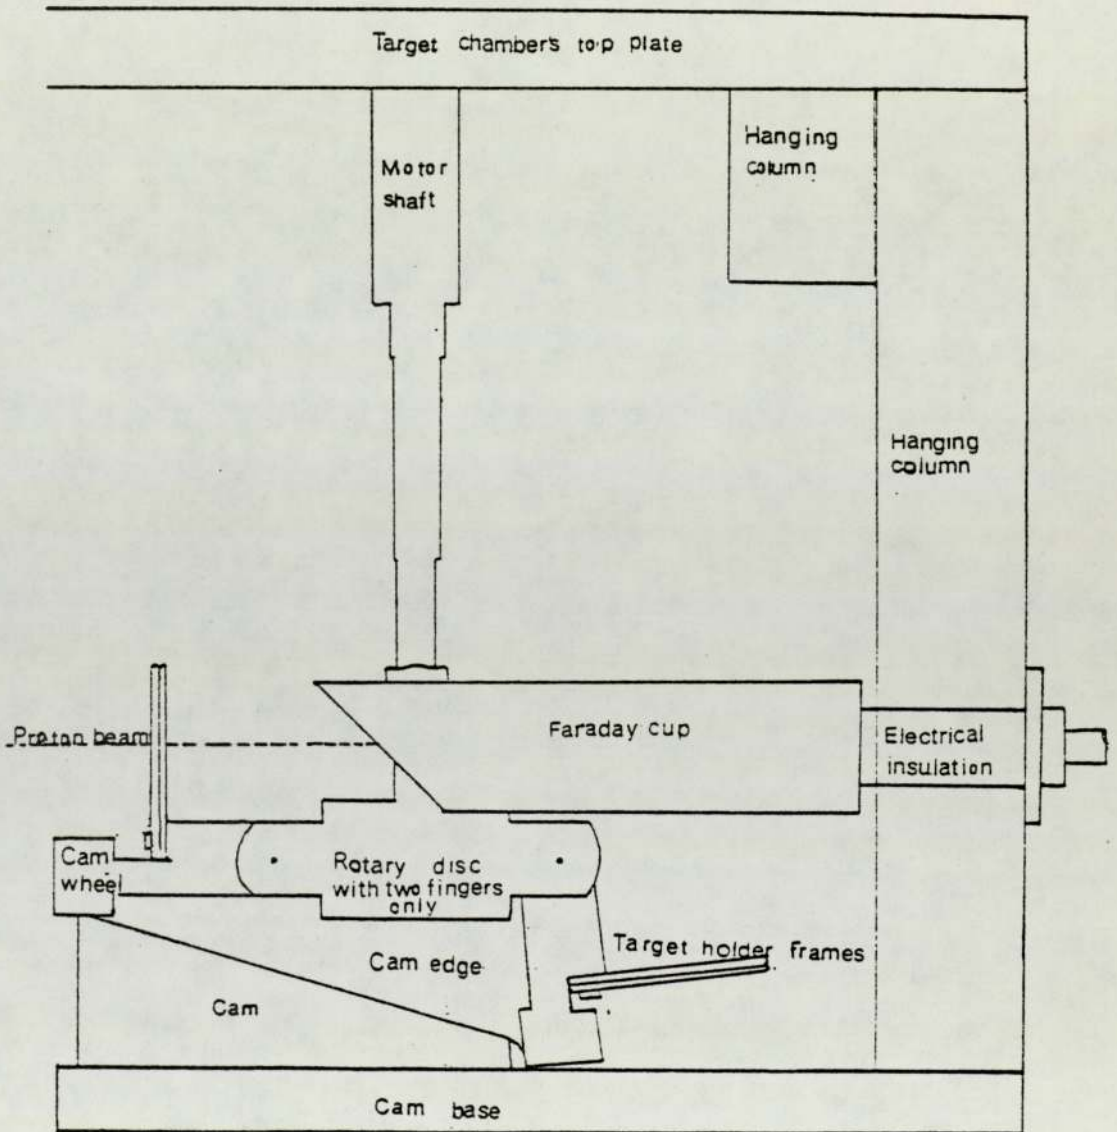 Target chamber's top plate
Motor
shaft
Hanging
column
Hanging
column
Proton beam
Faraday cup
Electrical
insulation
Cam
wheel
Rotary disc
with two fingers
only
Target holder frames
Cam edge
Cam
Cam base